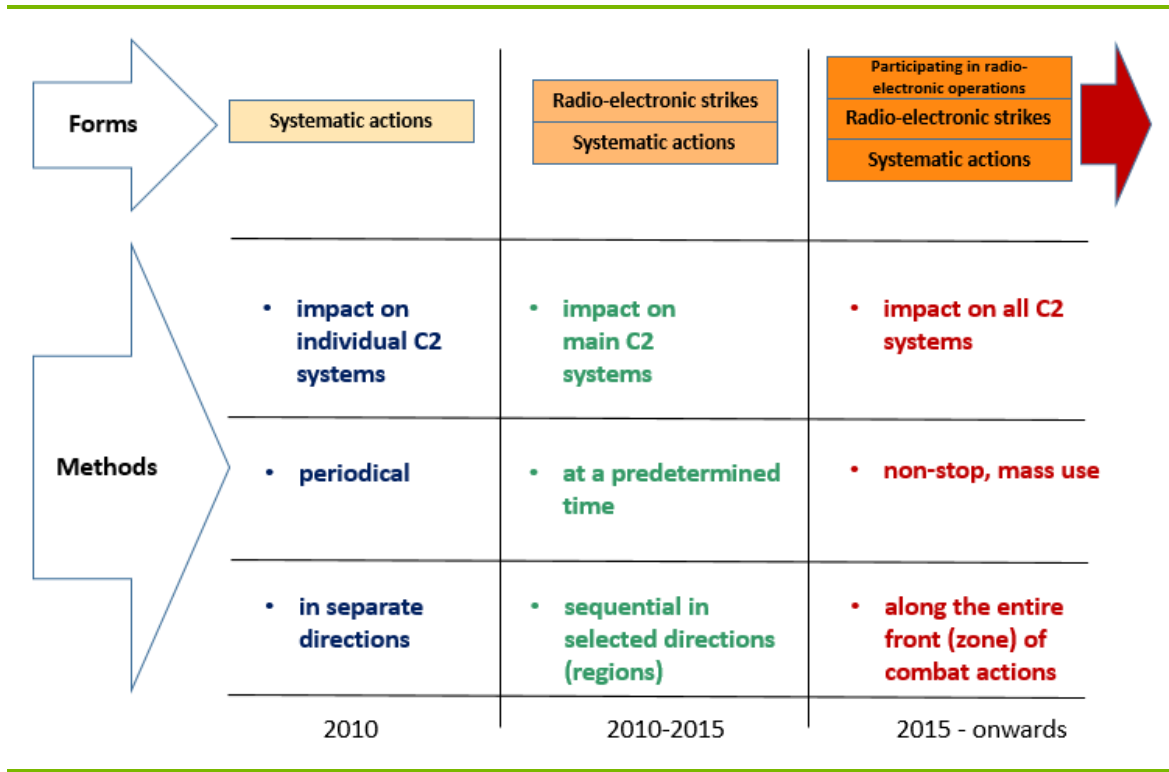 Forms
Systematic actions
Radio-electronic strikes
Systematic actions
Participating in radio-
electronic operations
Radio-electronic strikes
Systematic actions
Methods
• impact on
individual C2
systems
• impact on
main C2
systems
• impact on all C2
systems
• periodical
• at a predetermined
time
• non-stop, mass use
• in separate
directions
• sequential in
selected directions
(regions)
• along the entire
front (zone) of
combat actions
2010
2010-2015
2015 - onwards